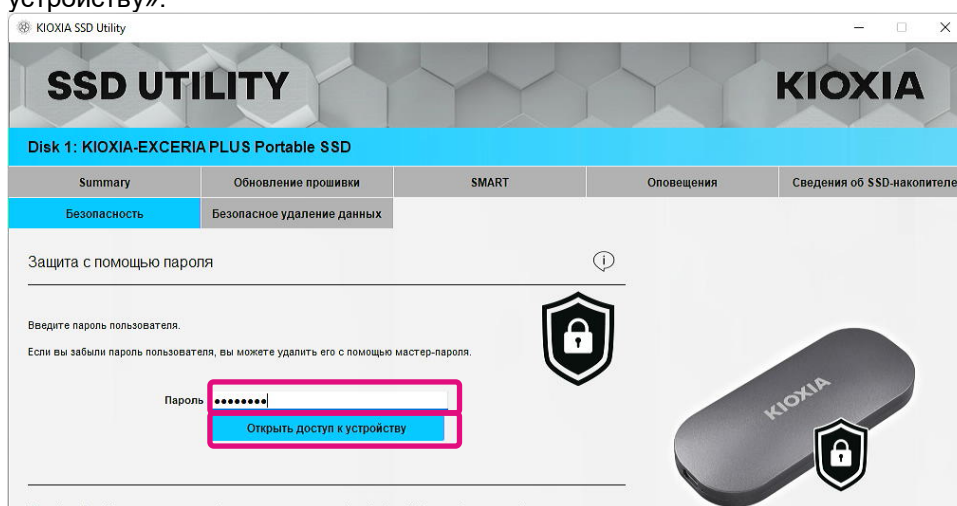 устройству».
KIOXIA SSD Utility
SSD UTILITY
KIOXIA
Disk 1: KIOXIA-EXCERIA PLUS Portable SSD
Summary
Обновление прошивки
SMART
Оповещения
Сведения об SSD-накопителе
Безопасность
Безопасное удаление данных
Защита с помощью пароля
Введите пароль пользователя.
Если вы забыли пароль пользователя, вы можете удалить его с помощью мастер-пароля.
Пароль ••••••••
Открыть доступ к устройству
KIOXIA